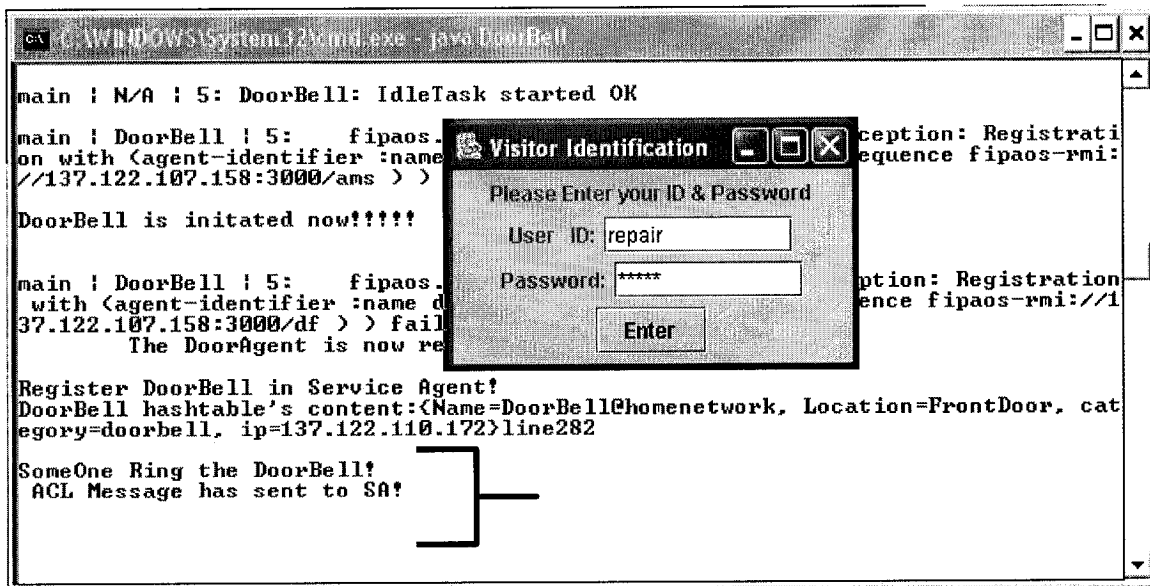 C:\WINDOWS\System32\cmd.exe - java DoorBell
main | N/A | 5: DoorBell: IdleTask started OK
main | DoorBell | 5: fipaos. ception: Registrati
on with (agent-identifier :name equence fipaos-rmi:
//137.122.107.158:3000/ams ) )
DoorBell is initated now!!!!!
main | DoorBell | 5: fipaos. ption: Registration
with (agent-identifier :name d ence fipaos-rmi://1
37.122.107.158:3000/df ) ) fail
The DoorAgent is now re
Visitor Identification
Please Enter your ID & Password
User ID: repair
Password: *****
Enter
Register DoorBell in Service Agent!
DoorBell hashtable's content:{Name=DoorBell@homenetwork, Location=FrontDoor, cat
egory=doorbell, ip=137.122.110.172}line282
SomeOne Ring the DoorBell!
ACL Message has sent to SA!